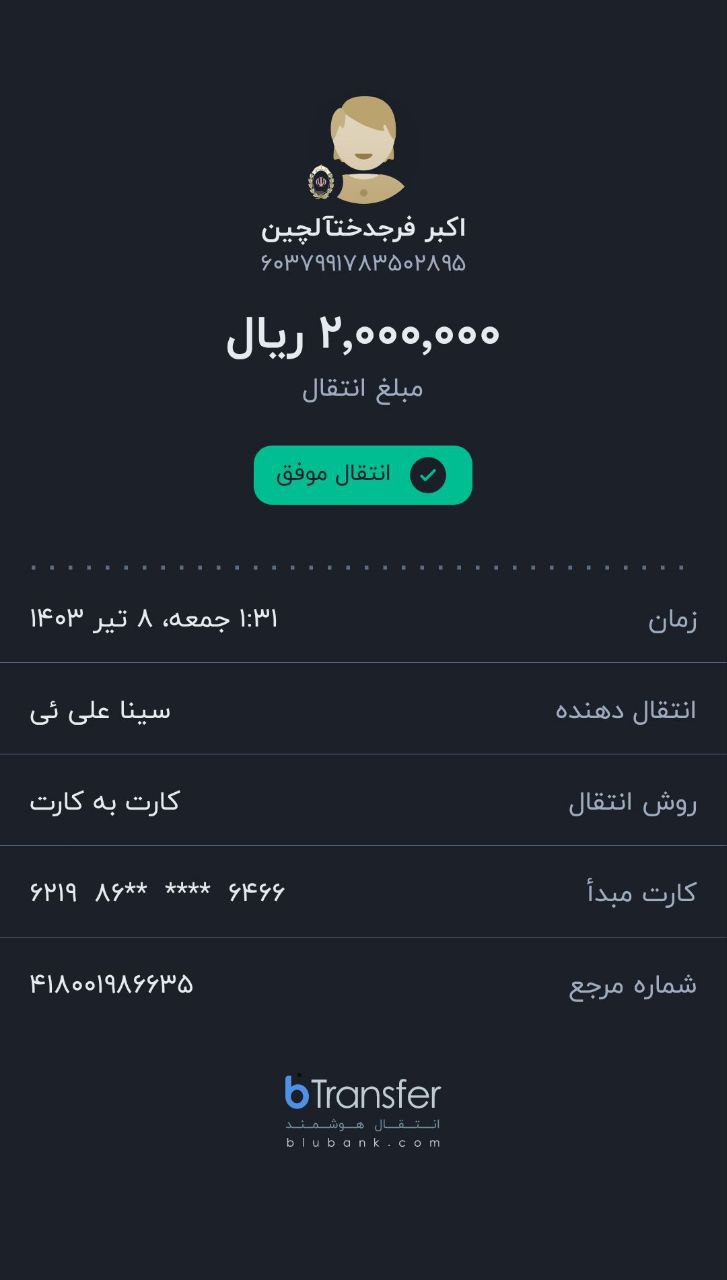 اکبر فرجدختآلچین
۶۰۳۷۹۹۱۷۸۳۵۰۲۸۹۵
۲,۰۰۰,۰۰۰ ریال
مبلغ انتقال
انتقال موفق
زمان ۱:۳۱ جمعه، ۸ تیر ۱۴۰۳
انتقال دهنده سینا علی ئی
روش انتقال کارت به کارت
کارت مبدأ ۶۲۱۹ ۸۶** **** ۶۴۶۶
شماره مرجع ۴۱۸۰۰۱۹۸۶۶۳۵
bTransfer
انـتـقـال هـوشـمـنـد
blubank.com